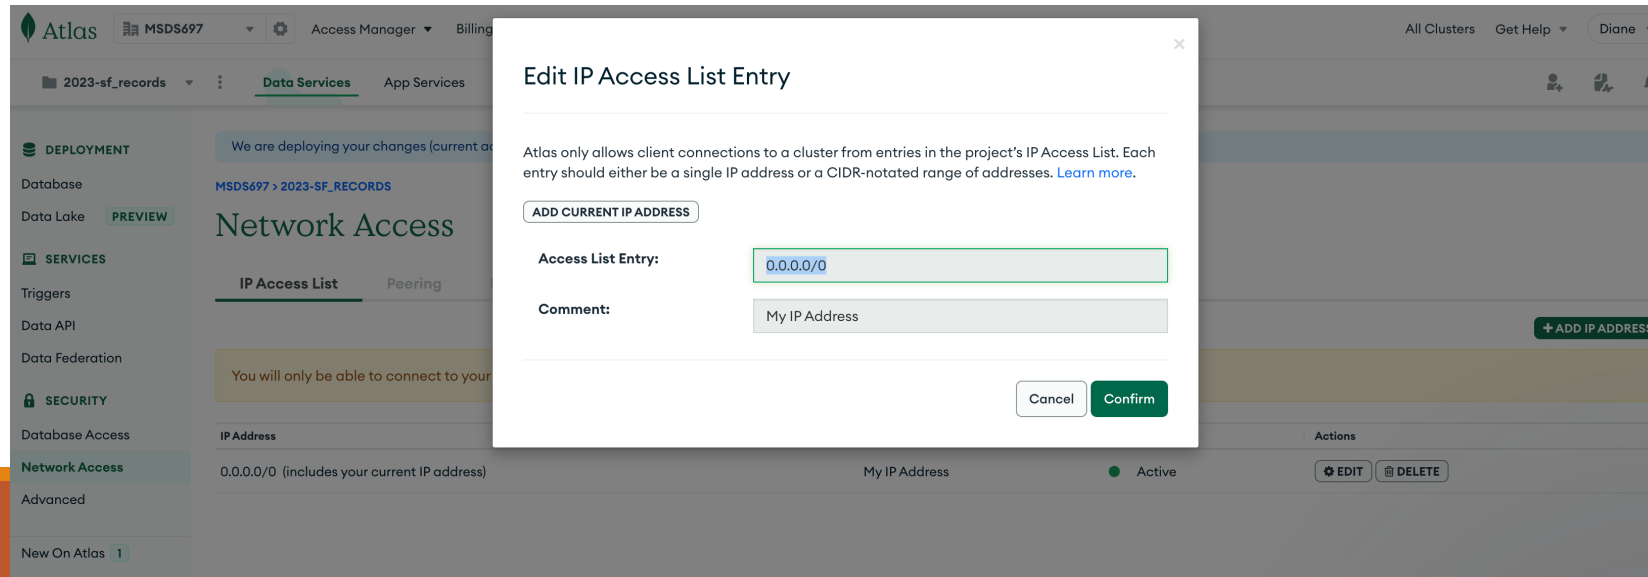 Atlas
MSDS697
Access Manager
Billing
All Clusters
Get Help
Diane
2023-sf_records
Data Services
App Services
DEPLOYMENT
Database
Data Lake PREVIEW
SERVICES
Triggers
Data API
Data Federation
SECURITY
Database Access
Network Access
Advanced
New On Atlas 1
We are deploying your changes (current
MSDS697 > 2023-SF_RECORDS
Network Access
IP Access List
Peering
+ ADD IP ADDRESS
You will only be able to connect to your
IP Address
Actions
0.0.0.0/0 (includes your current IP address)
My IP Address
Active
EDIT
DELETE
Edit IP Access List Entry
×
Atlas only allows client connections to a cluster from entries in the project's IP Access List. Each
entry should either be a single IP address or a CIDR-notated range of addresses. Learn more.
ADD CURRENT IP ADDRESS
Access List Entry:
0.0.0.0/0
Comment:
My IP Address
Cancel
Confirm